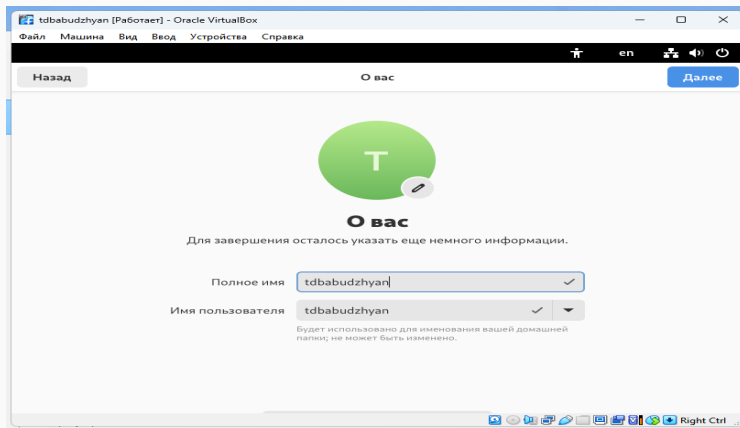 tdbabudzhyan [Работает] - Oracle VirtualBox
Файл Машина Вид Ввод Устройства Справка
en
Назад О вас Далее
T
О вас
Для завершения осталось указать еще немного информации.
Полное имя tdbabudzhyan
Имя пользователя tdbabudzhyan
Будет использовано для именования вашей домашней
папки; не может быть изменено.
Right Ctrl